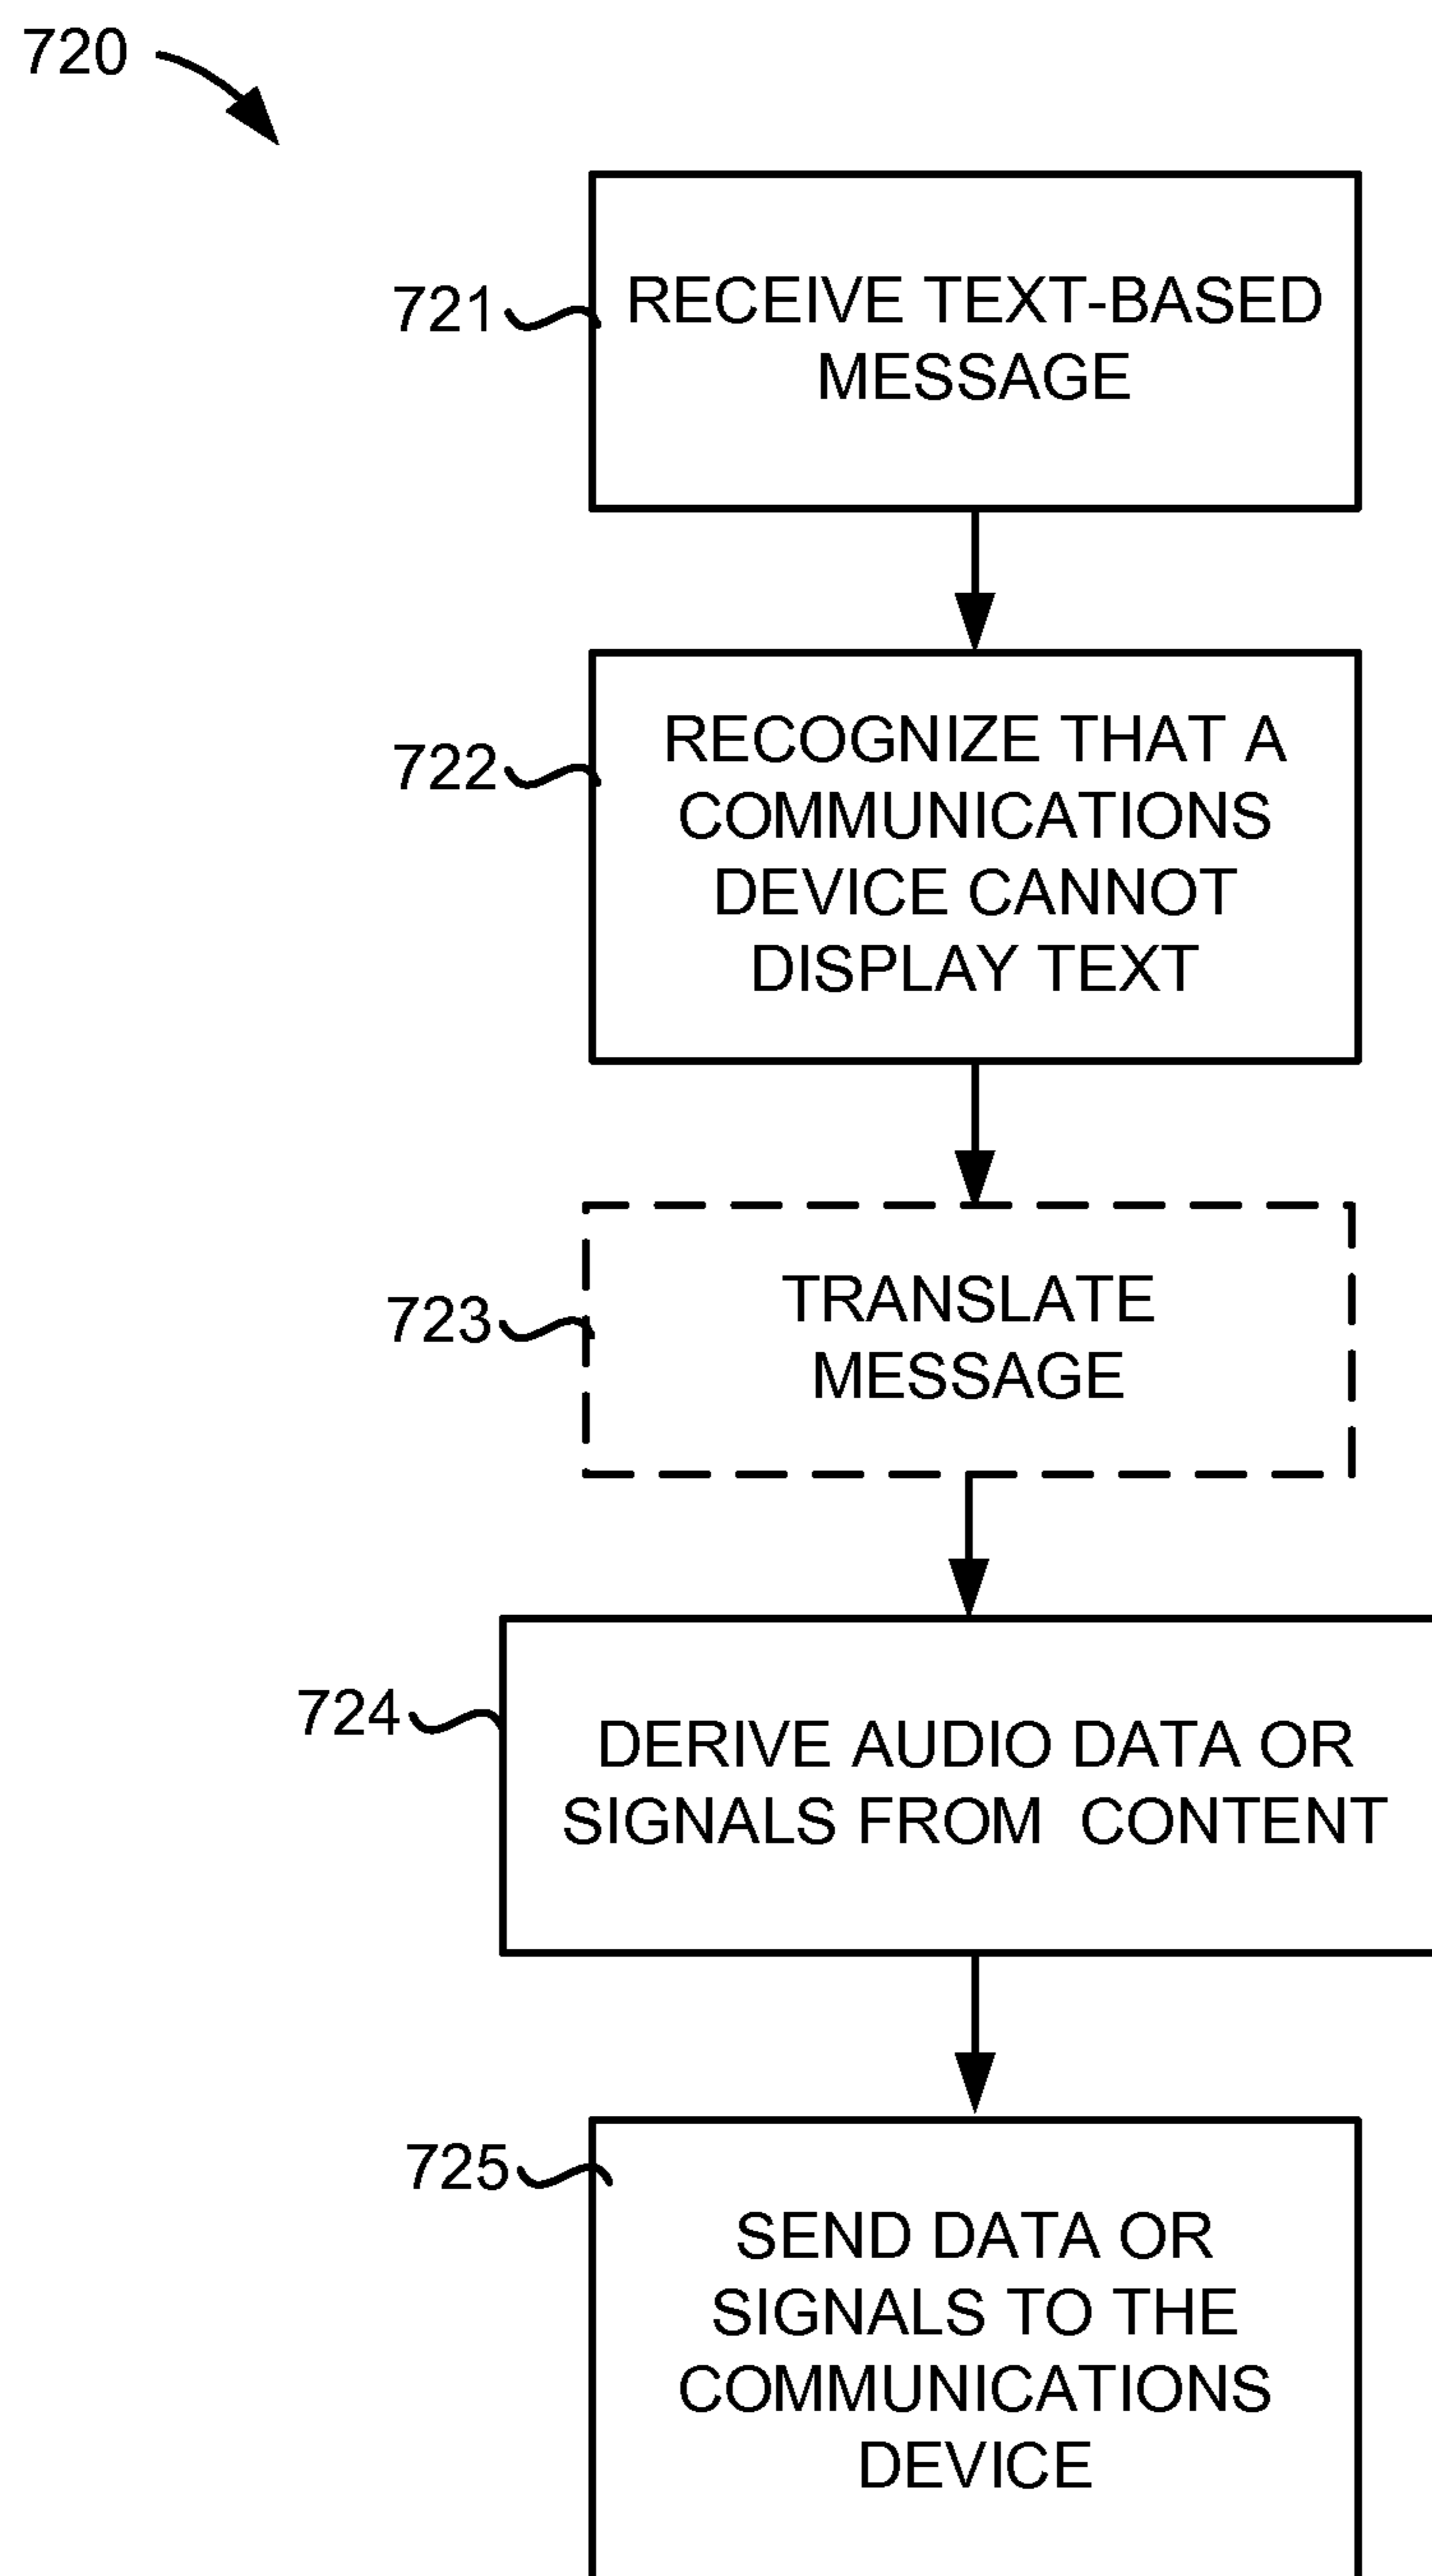 720
721
RECEIVE TEXT-BASED
MESSAGE
722
RECOGNIZE THAT A
COMMUNICATIONS
DEVICE CANNOT
DISPLAY TEXT
723
TRANSLATE
MESSAGE
724
DERIVE AUDIO DATA OR
SIGNALS FROM CONTENT
725
SEND DATA OR
SIGNALS TO THE
COMMUNICATIONS
DEVICE